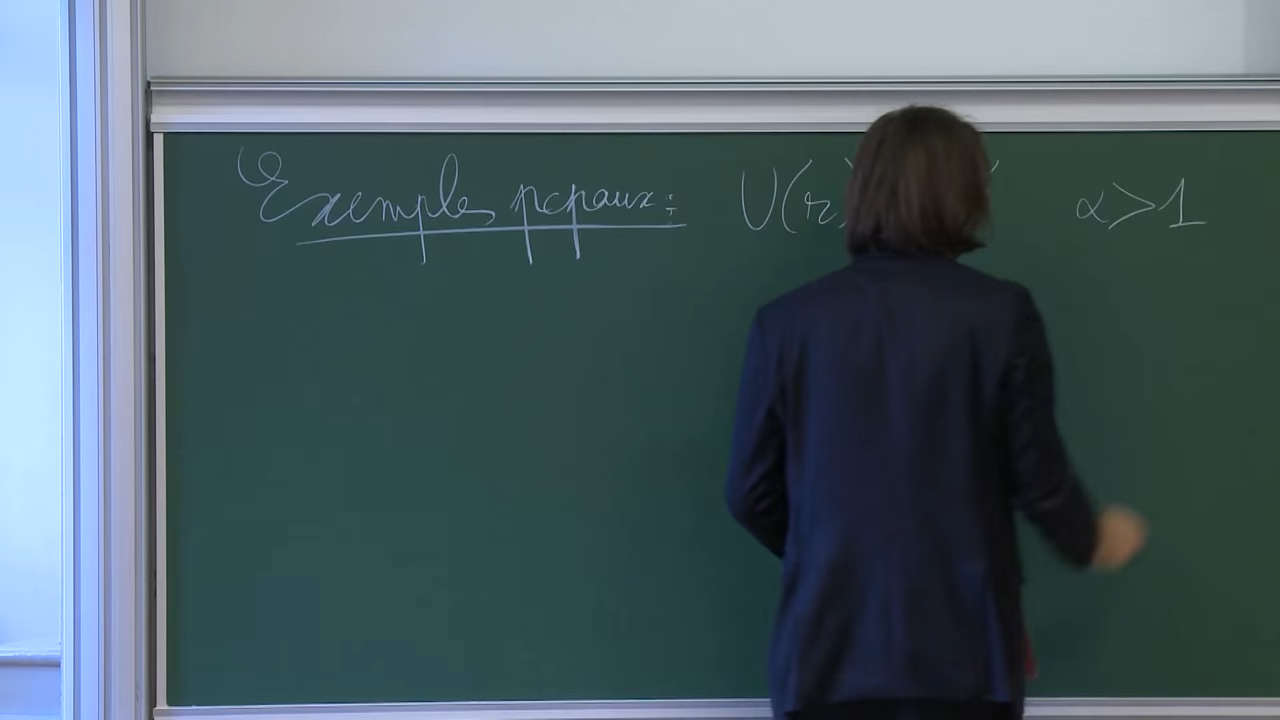 Exemples pcpaux : U(r) α>1